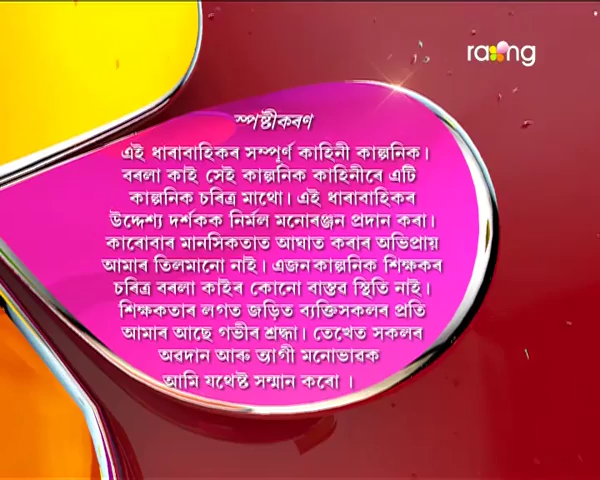 rang
স্পষ্টীকৰণ
এই ধাৰাবাহিকৰ সম্পূৰ্ণ কাহিনী কাল্পনিক।
বৰলা কাই সেই কাল্পনিক কাহিনীৰে এটি
কাল্পনিক চৰিত্ৰ মাথো। এই ধাৰাবাহিকৰ
উদ্দেশ্য দৰ্শকক নিৰ্মল মনোৰঞ্জন প্ৰদান কৰা।
কাৰোবাৰ মানসিকতাত আঘাত কৰাৰ অভিপ্ৰায়
আমাৰ তিলমানো নাই। এজন কাল্পনিক শিক্ষকৰ
চৰিত্ৰ বৰলা কাইৰ কোনো বাস্তৱ স্থিতি নাই।
শিক্ষকতাৰ লগত জড়িত ব্যক্তিসকলৰ প্ৰতি
আমাৰ আছে গভীৰ শ্ৰদ্ধা। তেখেত সকলৰ
অৱদান আৰু ত্যাগী মনোভাৱক
আমি যথেষ্ট সন্মান কৰো ।